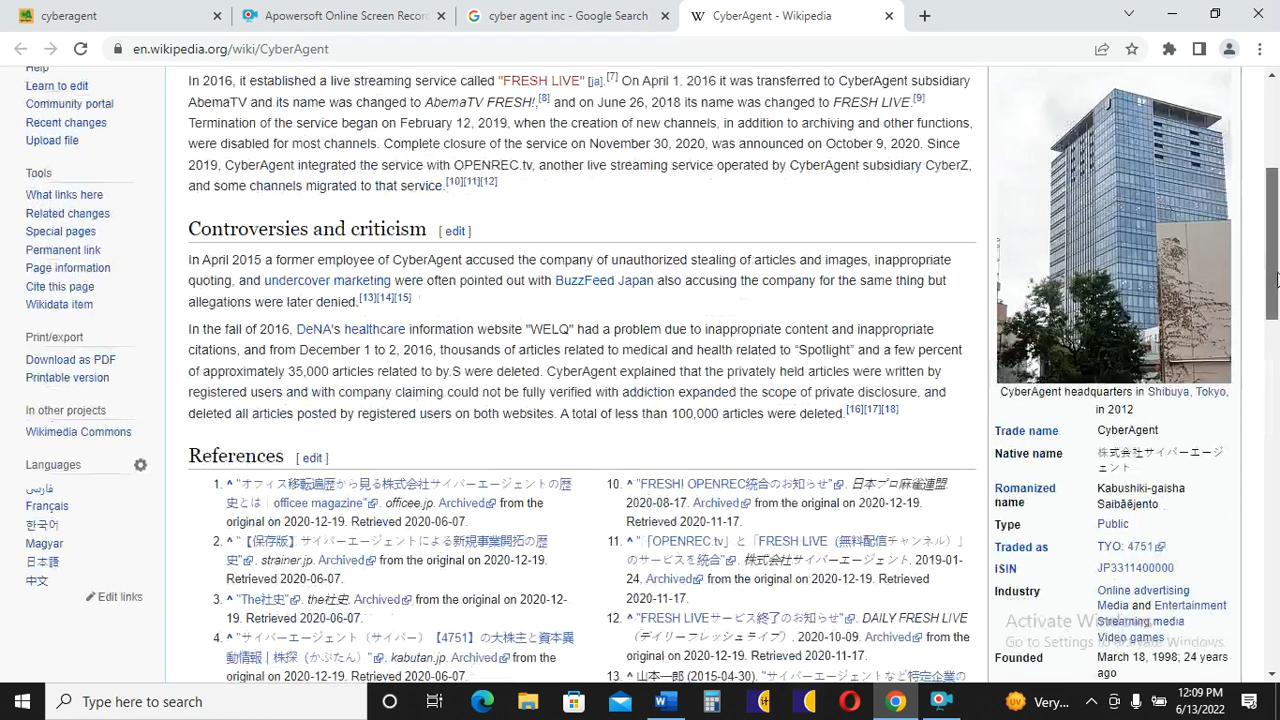 cyberagent
Apowersoft Online Screen Recor
cyber agent inc - Google Search
CyberAgent - Wikipedia
en.wikipedia.org/wiki/CyberAgent
Help
Learn to edit
Community portal
Recent changes
Upload file
Tools
What links here
Related changes
Special pages
Permanent link
Page information
Cite this page
Wikidata item
Print/export
Download as PDF
Printable version
In other projects
Wikimedia Commons
Languages
فارسی
Français
한국어
Magyar
日本語
中文
Edit links
In 2016, it established a live streaming service called "FRESH LIVE" [ja].[7] On April 1, 2016 it was transferred to CyberAgent subsidiary
AbemaTV and its name was changed to AbemaTV FRESH!,[8] and on June 26, 2018 its name was changed to FRESH LIVE.[9]
Termination of the service began on February 12, 2019, when the creation of new channels, in addition to archiving and other functions,
were disabled for most channels. Complete closure of the service on November 30, 2020, was announced on October 9, 2020. Since
2019, CyberAgent integrated the service with OPENREC.tv, another live streaming service operated by CyberAgent subsidiary CyberZ,
and some channels migrated to that service.[10][11][12]
Controversies and criticism [ edit ]
In April 2015 a former employee of CyberAgent accused the company of unauthorized stealing of articles and images, inappropriate
quoting, and undercover marketing were often pointed out with BuzzFeed Japan also accusing the company for the same thing but
allegations were later denied.[13][14][15]
In the fall of 2016, DeNA's healthcare information website "WELQ" had a problem due to inappropriate content and inappropriate
citations, and from December 1 to 2, 2016, thousands of articles related to medical and health related to “Spotlight” and a few percent
of approximately 35,000 articles related to by.S were deleted. CyberAgent explained that the privately held articles were written by
registered users and with company claiming could not be fully verified with addiction expanded the scope of private disclosure, and
deleted all articles posted by registered users on both websites. A total of less than 100,000 articles were deleted.[16][17][18]
References [ edit ]
1. ^ "オフィス移転遍歴から見る株式会社サイバーエージェントの歴
史とは | officee magazine". officee.jp. Archived from the
original on 2020-12-19. Retrieved 2020-06-07.
2. ^ "【保存版】サイバーエージェントによる新規事業開拓の歴
史". strainer.jp. Archived from the original on 2020-12-19.
Retrieved 2020-06-07.
3. ^ "The社史". the社史. Archived from the original on 2020-12-
19. Retrieved 2020-06-07.
4. ^ "サイバーエージェント（サイバー）【4751】の大株主と資本異
動情報｜株探（かぶたん）". kabutan.jp. Archived from the
original on 2020-12-19. Retrieved 2020-06-07.
10. ^ "FRESH! OPENREC統合のお知らせ". 日本プロ麻雀連盟.
2020-08-17. Archived from the original on 2020-12-19.
Retrieved 2020-11-17.
11. ^ "「OPENREC.tv」と「FRESH LIVE（無料配信チャンネル）」
のサービスを統合". 株式会社サイバーエージェント. 2019-01-
24. Archived from the original on 2020-12-19. Retrieved
2020-11-17.
12. ^ "FRESH LIVEサービス終了のお知らせ". DAILY FRESH LIVE
（デイリーフレッシュライブ）. 2020-10-09. Archived from the
original on 2020-12-19. Retrieved 2020-11-17.
13. ^ 山本一郎 (2015-04-30). "サイバーエージェントなど特定企業の
CyberAgent headquarters in Shibuya, Tokyo,
in 2012
Trade name CyberAgent
Native name 株式会社サイバーエージ
ェント
Romanized Kabushiki-gaisha
name Saibāējento
Type Public
Traded as TYO: 4751
ISIN JP3311400000
Industry Online advertising
Media and Entertainment
Streaming media
Video games
Founded March 18, 1998; 24 years
ago
Activate Windows
Go to Settings to activate Windows.
Type here to search
Very...
12:09 PM
6/13/2022